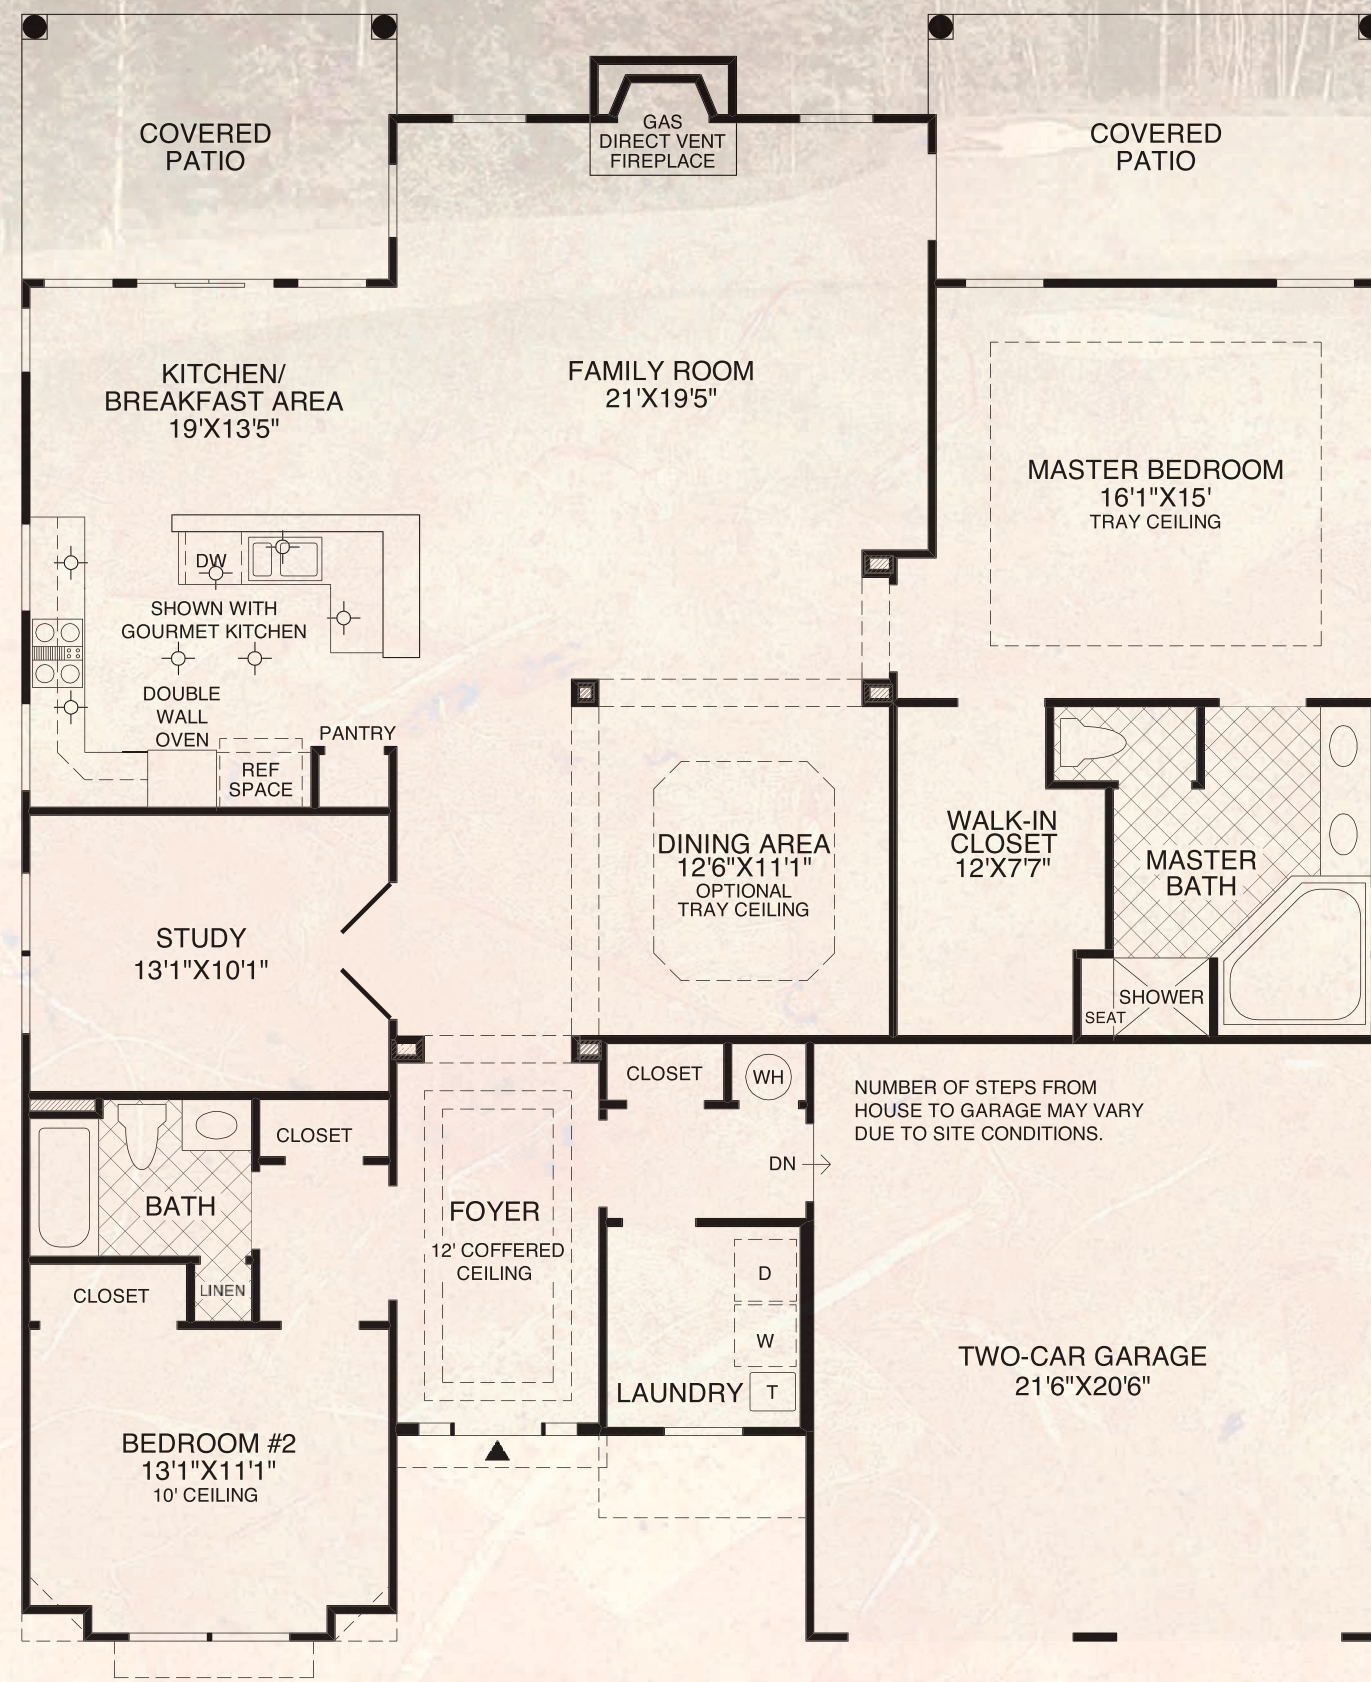 COVERED
PATIO
GAS
DIRECT VENT
FIREPLACE
COVERED
PATIO
KITCHEN/
BREAKFAST AREA
19'X13'5"
FAMILY ROOM
21'X19'5"
MASTER BEDROOM
16'1"X15'
TRAY CEILING
DW
SHOWN WITH
GOURMET KITCHEN
DOUBLE
WALL
OVEN
PANTRY
REF
SPACE
DINING AREA
12'6"X11'1"
OPTIONAL
TRAY CEILING
WALK-IN
CLOSET
12'X7'7"
MASTER
BATH
STUDY
13'1"X10'1"
SHOWER
SEAT
CLOSET
WH
NUMBER OF STEPS FROM
HOUSE TO GARAGE MAY VARY
DUE TO SITE CONDITIONS.
CLOSET
DN
BATH
FOYER
12' COFFERED
CEILING
CLOSET
LINEN
D
W
LAUNDRY
T
TWO-CAR GARAGE
21'6"X20'6"
BEDROOM #2
13'1"X11'1"
10' CEILING